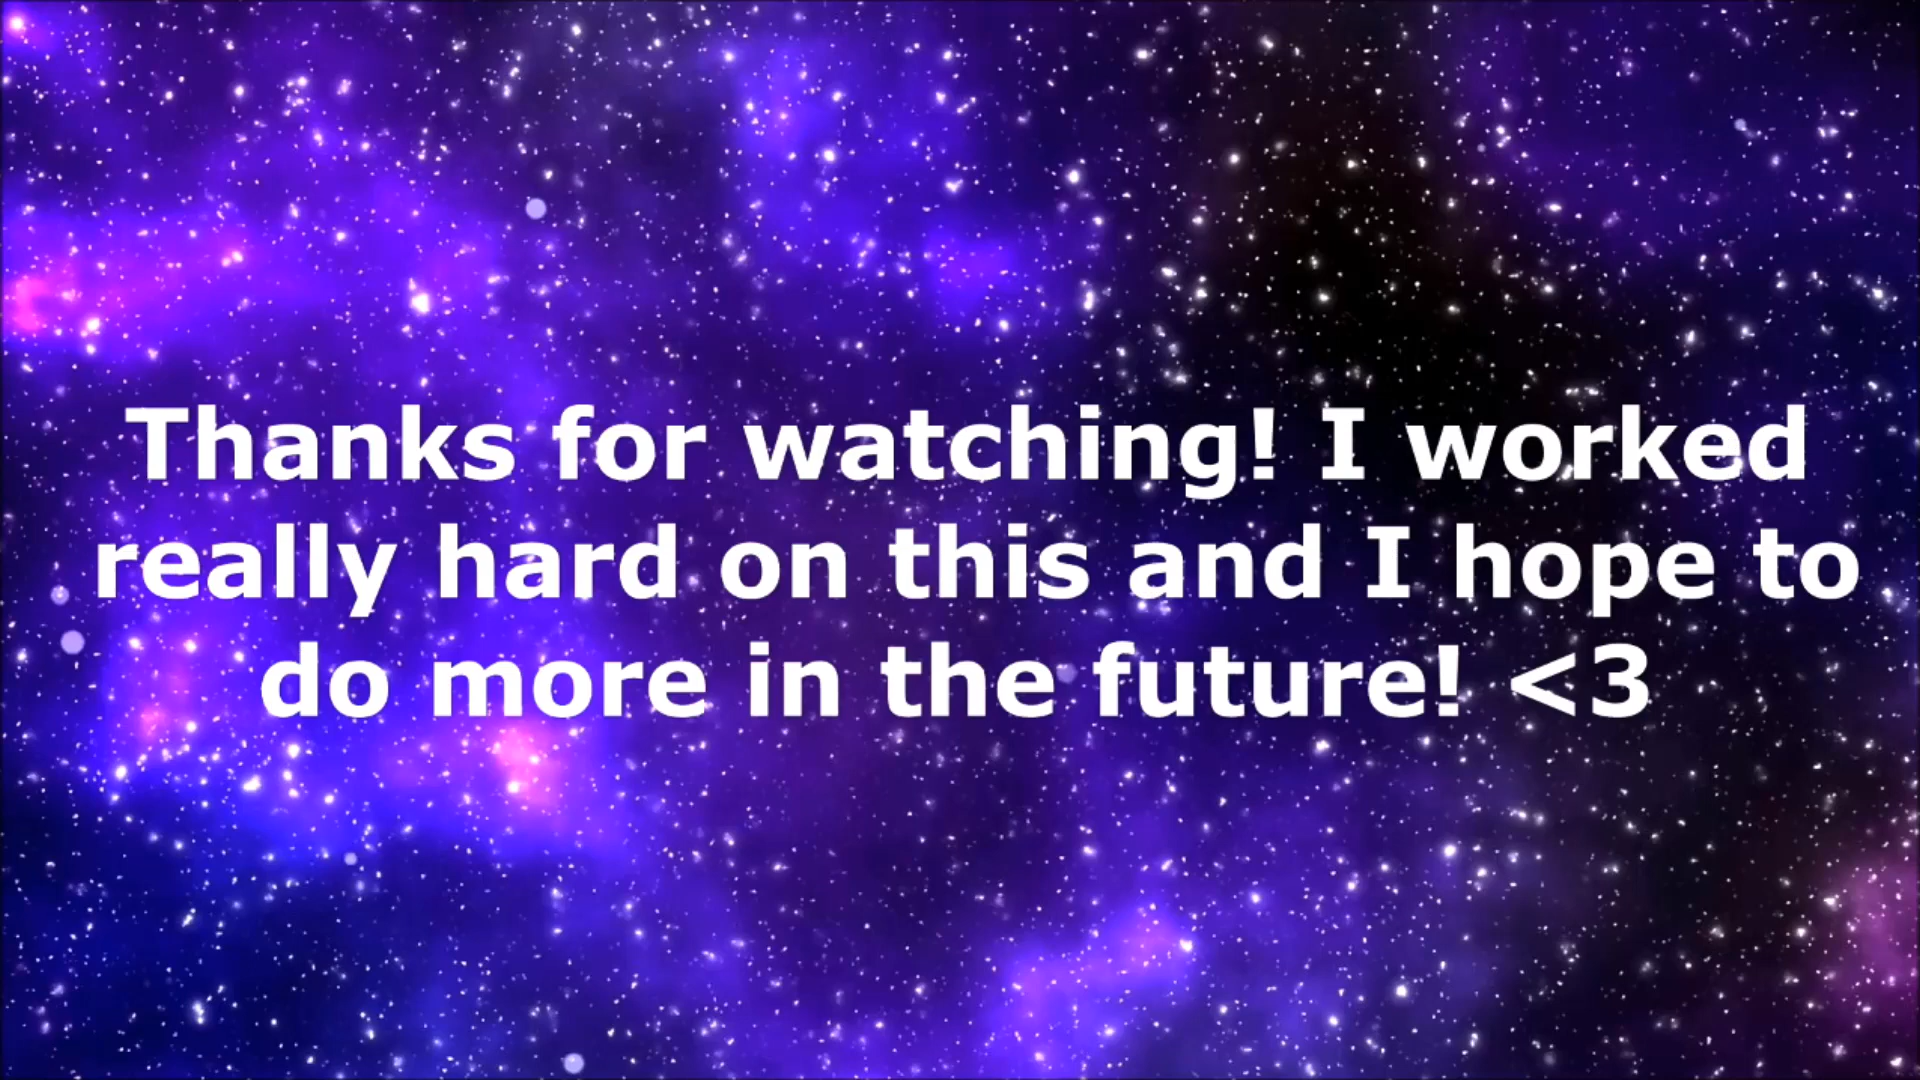 Thanks for watching! I worked
really hard on this and I hope to
do more in the future! <3